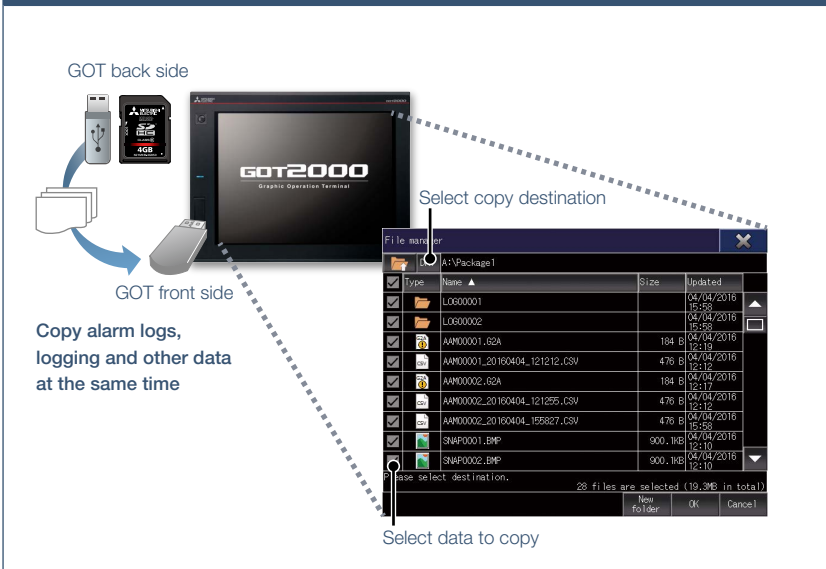 GOT back side
MITSUBISHI
ELECTRIC
SD
HC
4GB
GOT2000
Graphic Operation Terminal
Select copy destination
File manager
A:\Package1
Type Name ▲ Size Updated
LOG00001 04/04/2016 15:58
LOG00002 04/04/2016 15:58
AAM00001.G2A 184 B 04/04/2016 12:19
AAM00001_20160404_121212.CSV 476 B 04/04/2016 12:12
AAM00002.G2A 184 B 04/04/2016 12:17
AAM00002_20160404_121255.CSV 476 B 04/04/2016 12:12
AAM00002_20160404_155827.CSV 476 B 04/04/2016 15:58
SNAP0001.BMP 900.1KB 04/04/2016 12:10
SNAP0002.BMP 900.1KB 04/04/2016 12:10
Please select destination.
28 files are selected (19.3MB in total)
New folder OK Cancel
GOT front side
Copy alarm logs,
logging and other data
at the same time
Select data to copy